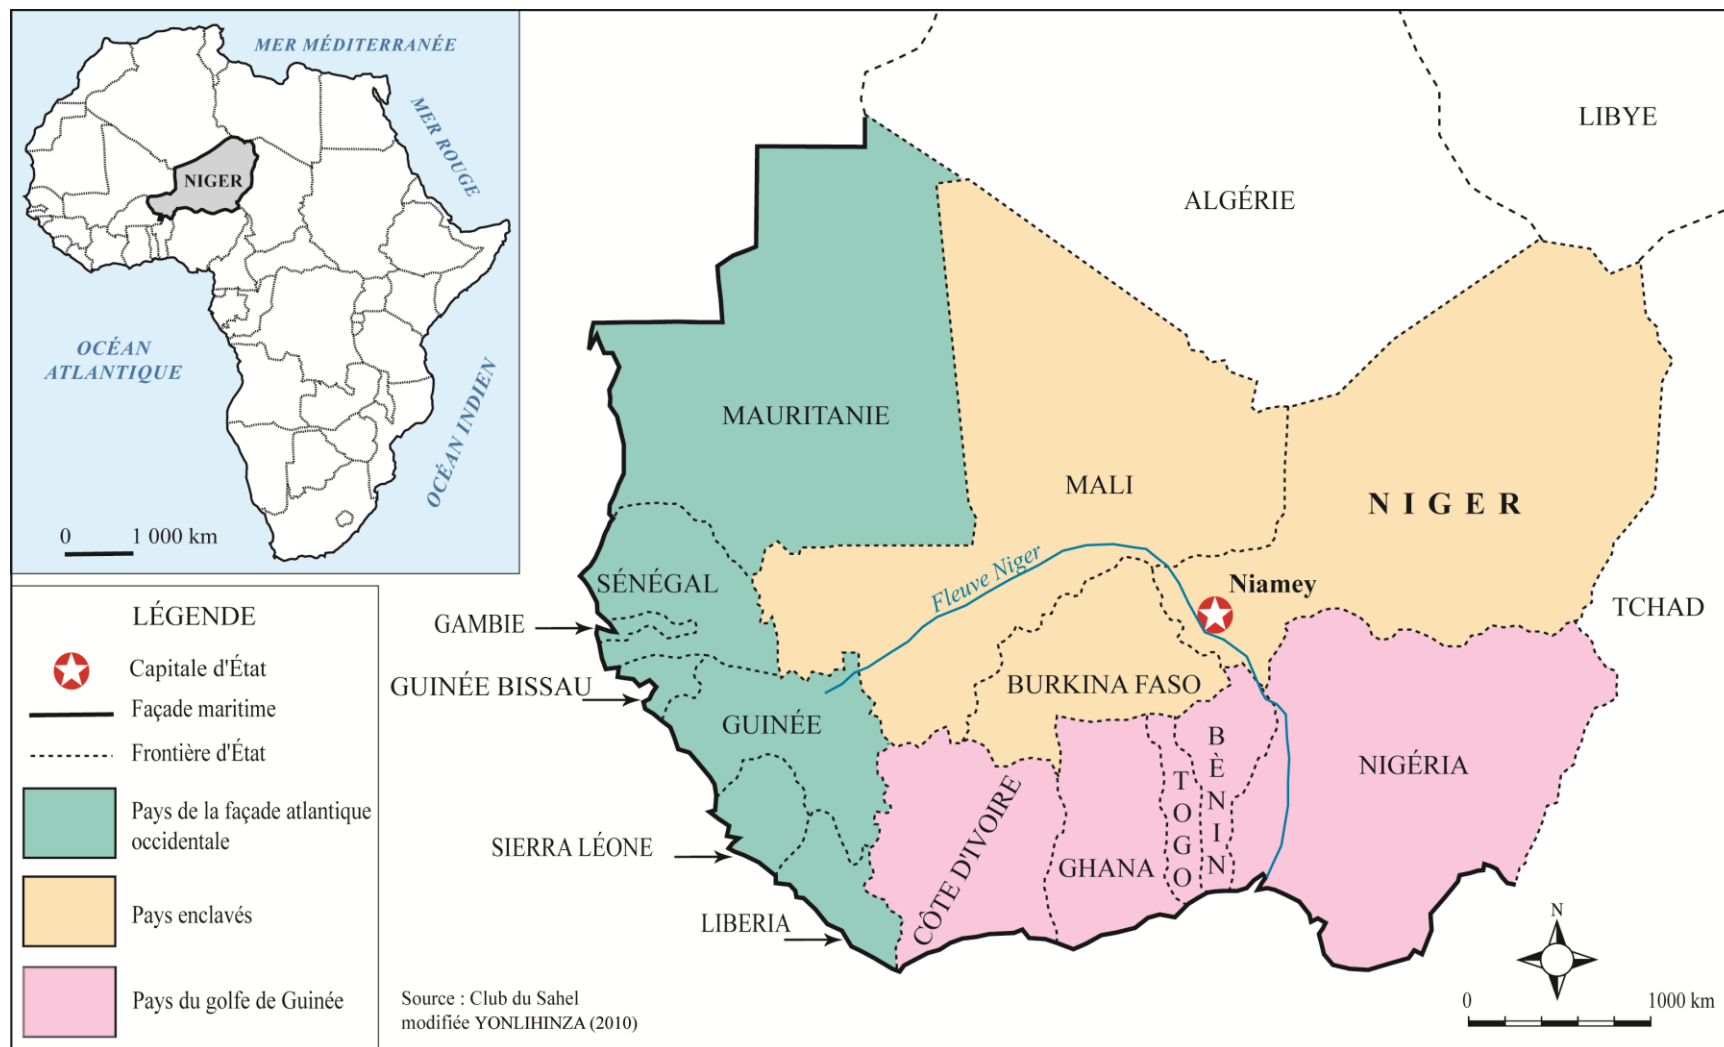 MER MÉDITERRANÉE
MER ROUGE
NIGER
OCÉAN
ATLANTIQUE
OCÉAN INDIEN
0 1 000 km
LÉGENDE
Capitale d'État
Façade maritime
Frontière d'État
Pays de la façade atlantique
occidentale
Pays enclavés
Pays du golfe de Guinée
LIBYE
ALGÉRIE
MAURITANIE
MALI
NIGER
Fleuve Niger
Niamey
TCHAD
SÉNÉGAL
GAMBIE
GUINÉE BISSAU
GUINÉE
BURKINA FASO
BÈNIN
TOGO
NIGÉRIA
SIERRA LÉONE
CÔTE D'IVOIRE
GHANA
LIBERIA
N
0 1000 km
Source : Club du Sahel
modifiée YONLIHINZA (2010)